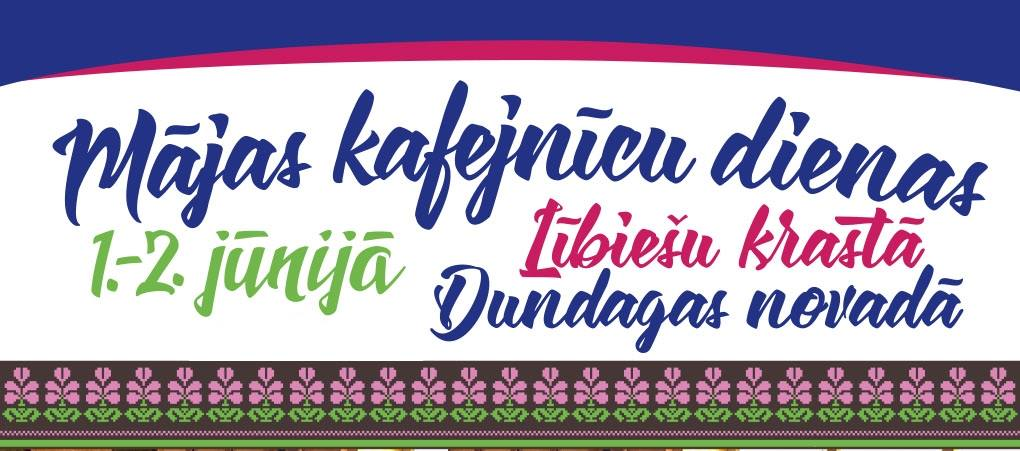 Mājas kafejnīcu dienas
1.-2. jūnijā
Lībiešu krastā
Dundagas novadā